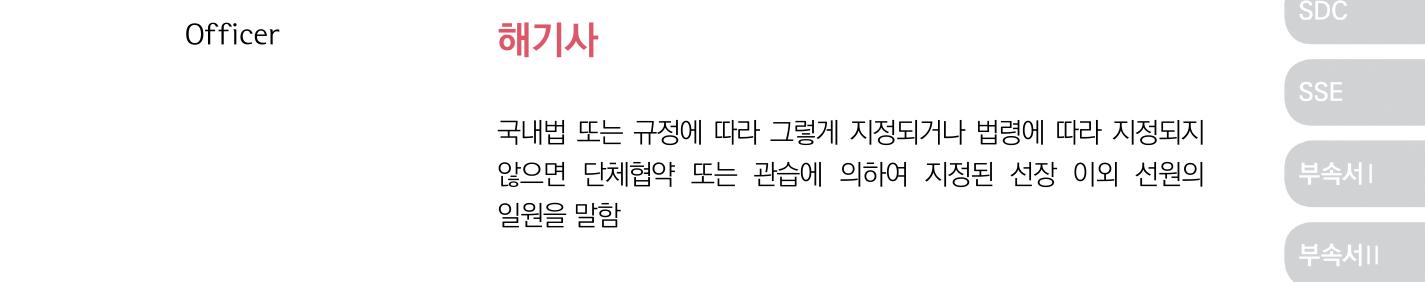 Officer
해기사
국내법 또는 규정에 따라 그렇게 지정되거나 법령에 따라 지정되지
않으면 단체협약 또는 관습에 의하여 지정된 선장 이외 선원의
일원을 말함
SDC
SSE
부속서I
부속서II